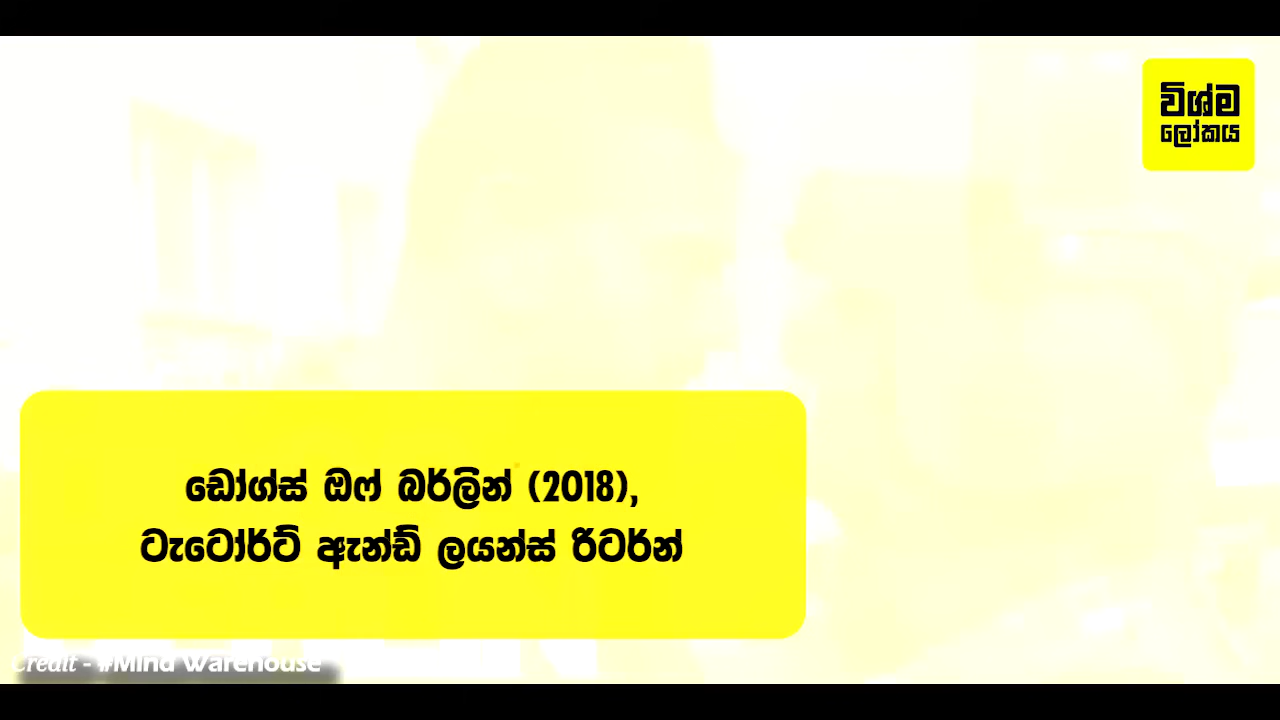 විශ්ම
ලෝකය
ඩෝග්ස් ඔෆ් බර්ලින් (2018),
ටැටෝර්ට් ඇන්ඩ් ලයන්ස් රිටර්න්
Credit - #Mind Warehouse